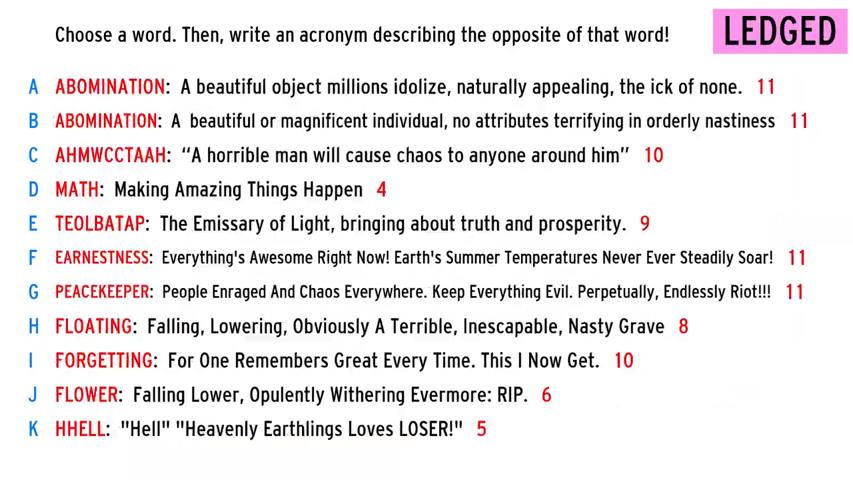 Choose a word. Then, write an acronym describing the opposite of that word!
LEDGED
A ABOMINATION: A beautiful object millions idolize, naturally appealing, the ick of none. 11
B ABOMINATION: A beautiful or magnificent individual, no attributes terrifying in orderly nastiness 11
C AHMWCCTAAH: “A horrible man will cause chaos to anyone around him” 10
D MATH: Making Amazing Things Happen 4
E TEOLBATAP: The Emissary of Light, bringing about truth and prosperity. 9
F EARNESTNESS: Everything's Awesome Right Now! Earth's Summer Temperatures Never Ever Steadily Soar! 11
G PEACEKEEPER: People Enraged And Chaos Everywhere. Keep Everything Evil. Perpetually, Endlessly Riot!!! 11
H FLOATING: Falling, Lowering, Obviously A Terrible, Inescapable, Nasty Grave 8
I FORGETTING: For One Remembers Great Every Time. This I Now Get. 10
J FLOWER: Falling Lower, Opulently Withering Evermore: RIP. 6
K HHELL: "Hell" "Heavenly Earthlings Loves LOSER!" 5